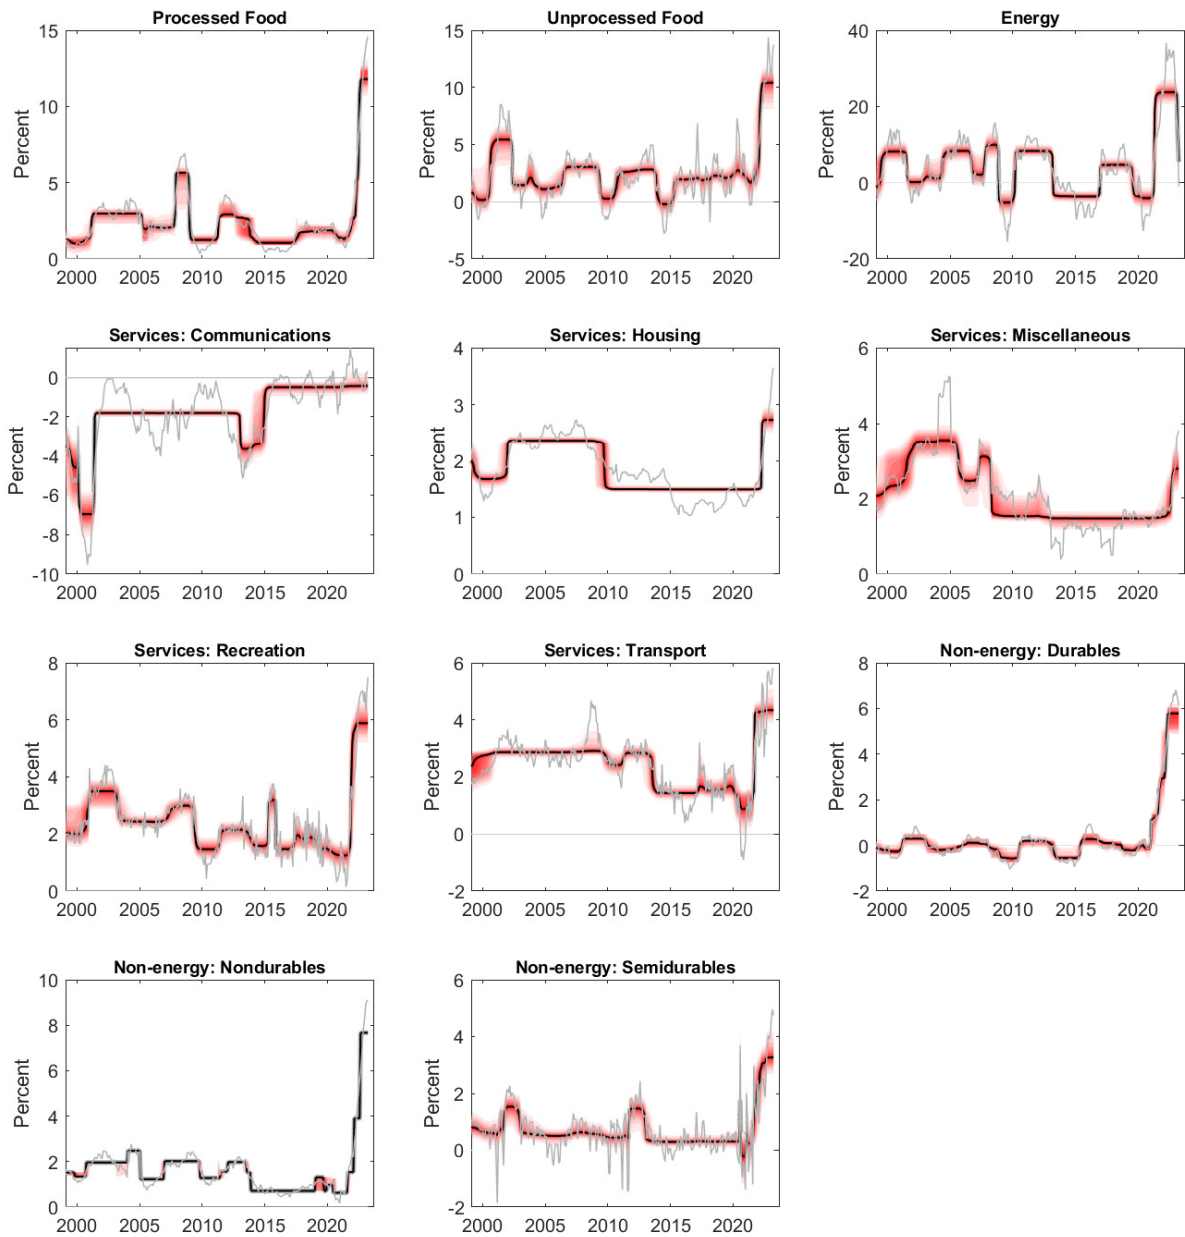 Processed Food Unprocessed Food Energy
15 15 40
10 10 20
5 5 0
0 0 -20
-5
Percent Percent Percent
2000 2005 2010 2015 2020 2000 2005 2010 2015 2020 2000 2005 2010 2015 2020
Services: Communications Services: Housing Services: Miscellaneous
0 4 6
-2 3 4
-4 2 2
-6 1 0
-8 0
-10
Percent Percent Percent
2000 2005 2010 2015 2020 2000 2005 2010 2015 2020 2000 2005 2010 2015 2020
Services: Recreation Services: Transport Non-energy: Durables
8 6 8
6 4 6
4 2 4
2 0 2
0 -2 0
-2
Percent Percent Percent
2000 2005 2010 2015 2020 2000 2005 2010 2015 2020 2000 2005 2010 2015 2020
Non-energy: Nondurables Non-energy: Semidurables
10 6
8 4
6 2
4 0
2 -2
0
Percent Percent
2000 2005 2010 2015 2020 2000 2005 2010 2015 2020